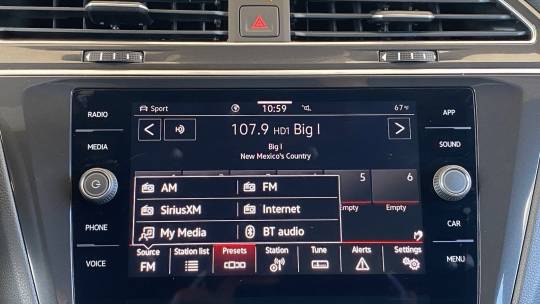 RADIO
MEDIA
PHONE
VOICE
APP
SOUND
CAR
MENU
Sport
10:59
67°F
107.9 HD1 Big I
Big I
New Mexico's Country
5
6
Empty
Empty
AM
FM
SiriusXM
Internet
My Media
BT audio
Source
FM
Station list
Presets
Station
Tune
Alerts
Settings